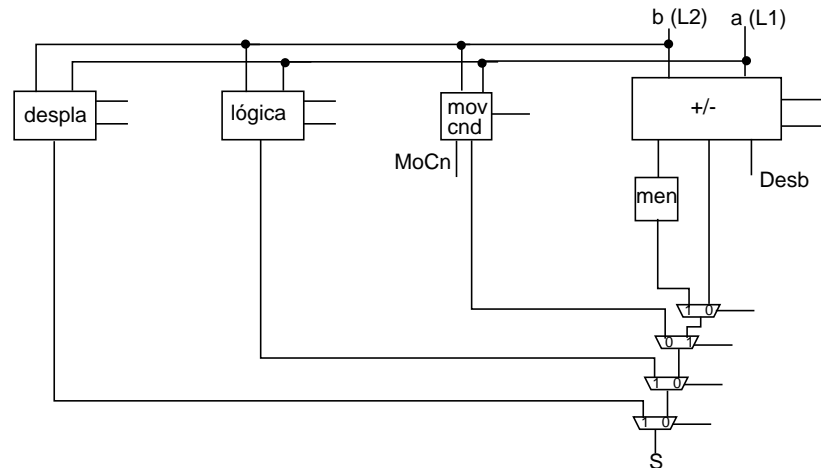 b (L2)
a (L1)
despla
lógica
mov
cnd
+/-
MoCn
Desb
men
1 0
0 1
1 0
1 0
S